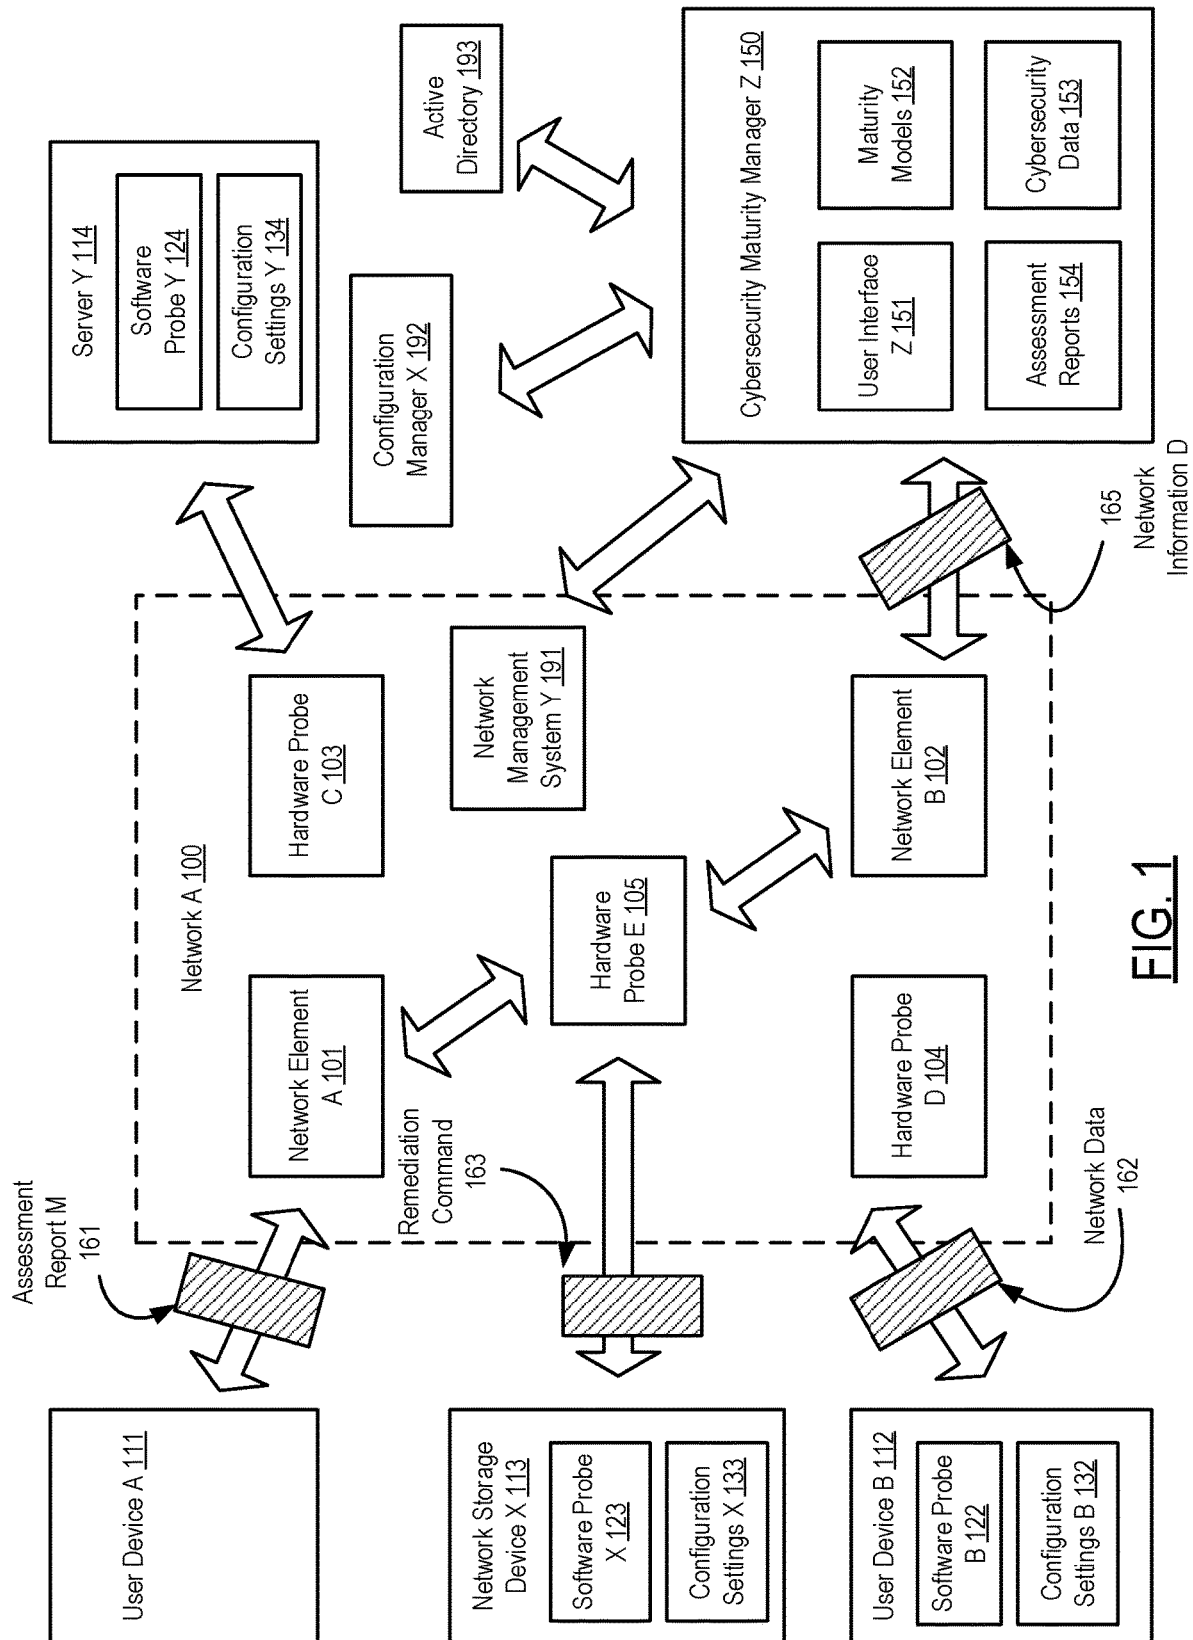 User Device A 111
Assessment
Report M
161
Network A 100
Network Element
A 101
Hardware Probe
C 103
Server Y 114
Software
Probe Y 124
Configuration
Settings Y 134
Network Storage
Device X 113
Software Probe
X 123
Configuration
Settings X 133
Remediation
Command
163
Hardware
Probe E 105
Network
Management
System Y 191
Configuration
Manager X 192
Active
Directory 193
User Device B 112
Software Probe
B 122
Configuration
Settings B 132
Network Data
162
Hardware Probe
D 104
Network Element
B 102
165
Network
Information D
Cybersecurity Maturity Manager Z 150
User Interface
Z 151
Maturity
Models 152
Assessment
Reports 154
Cybersecurity
Data 153
FIG. 1